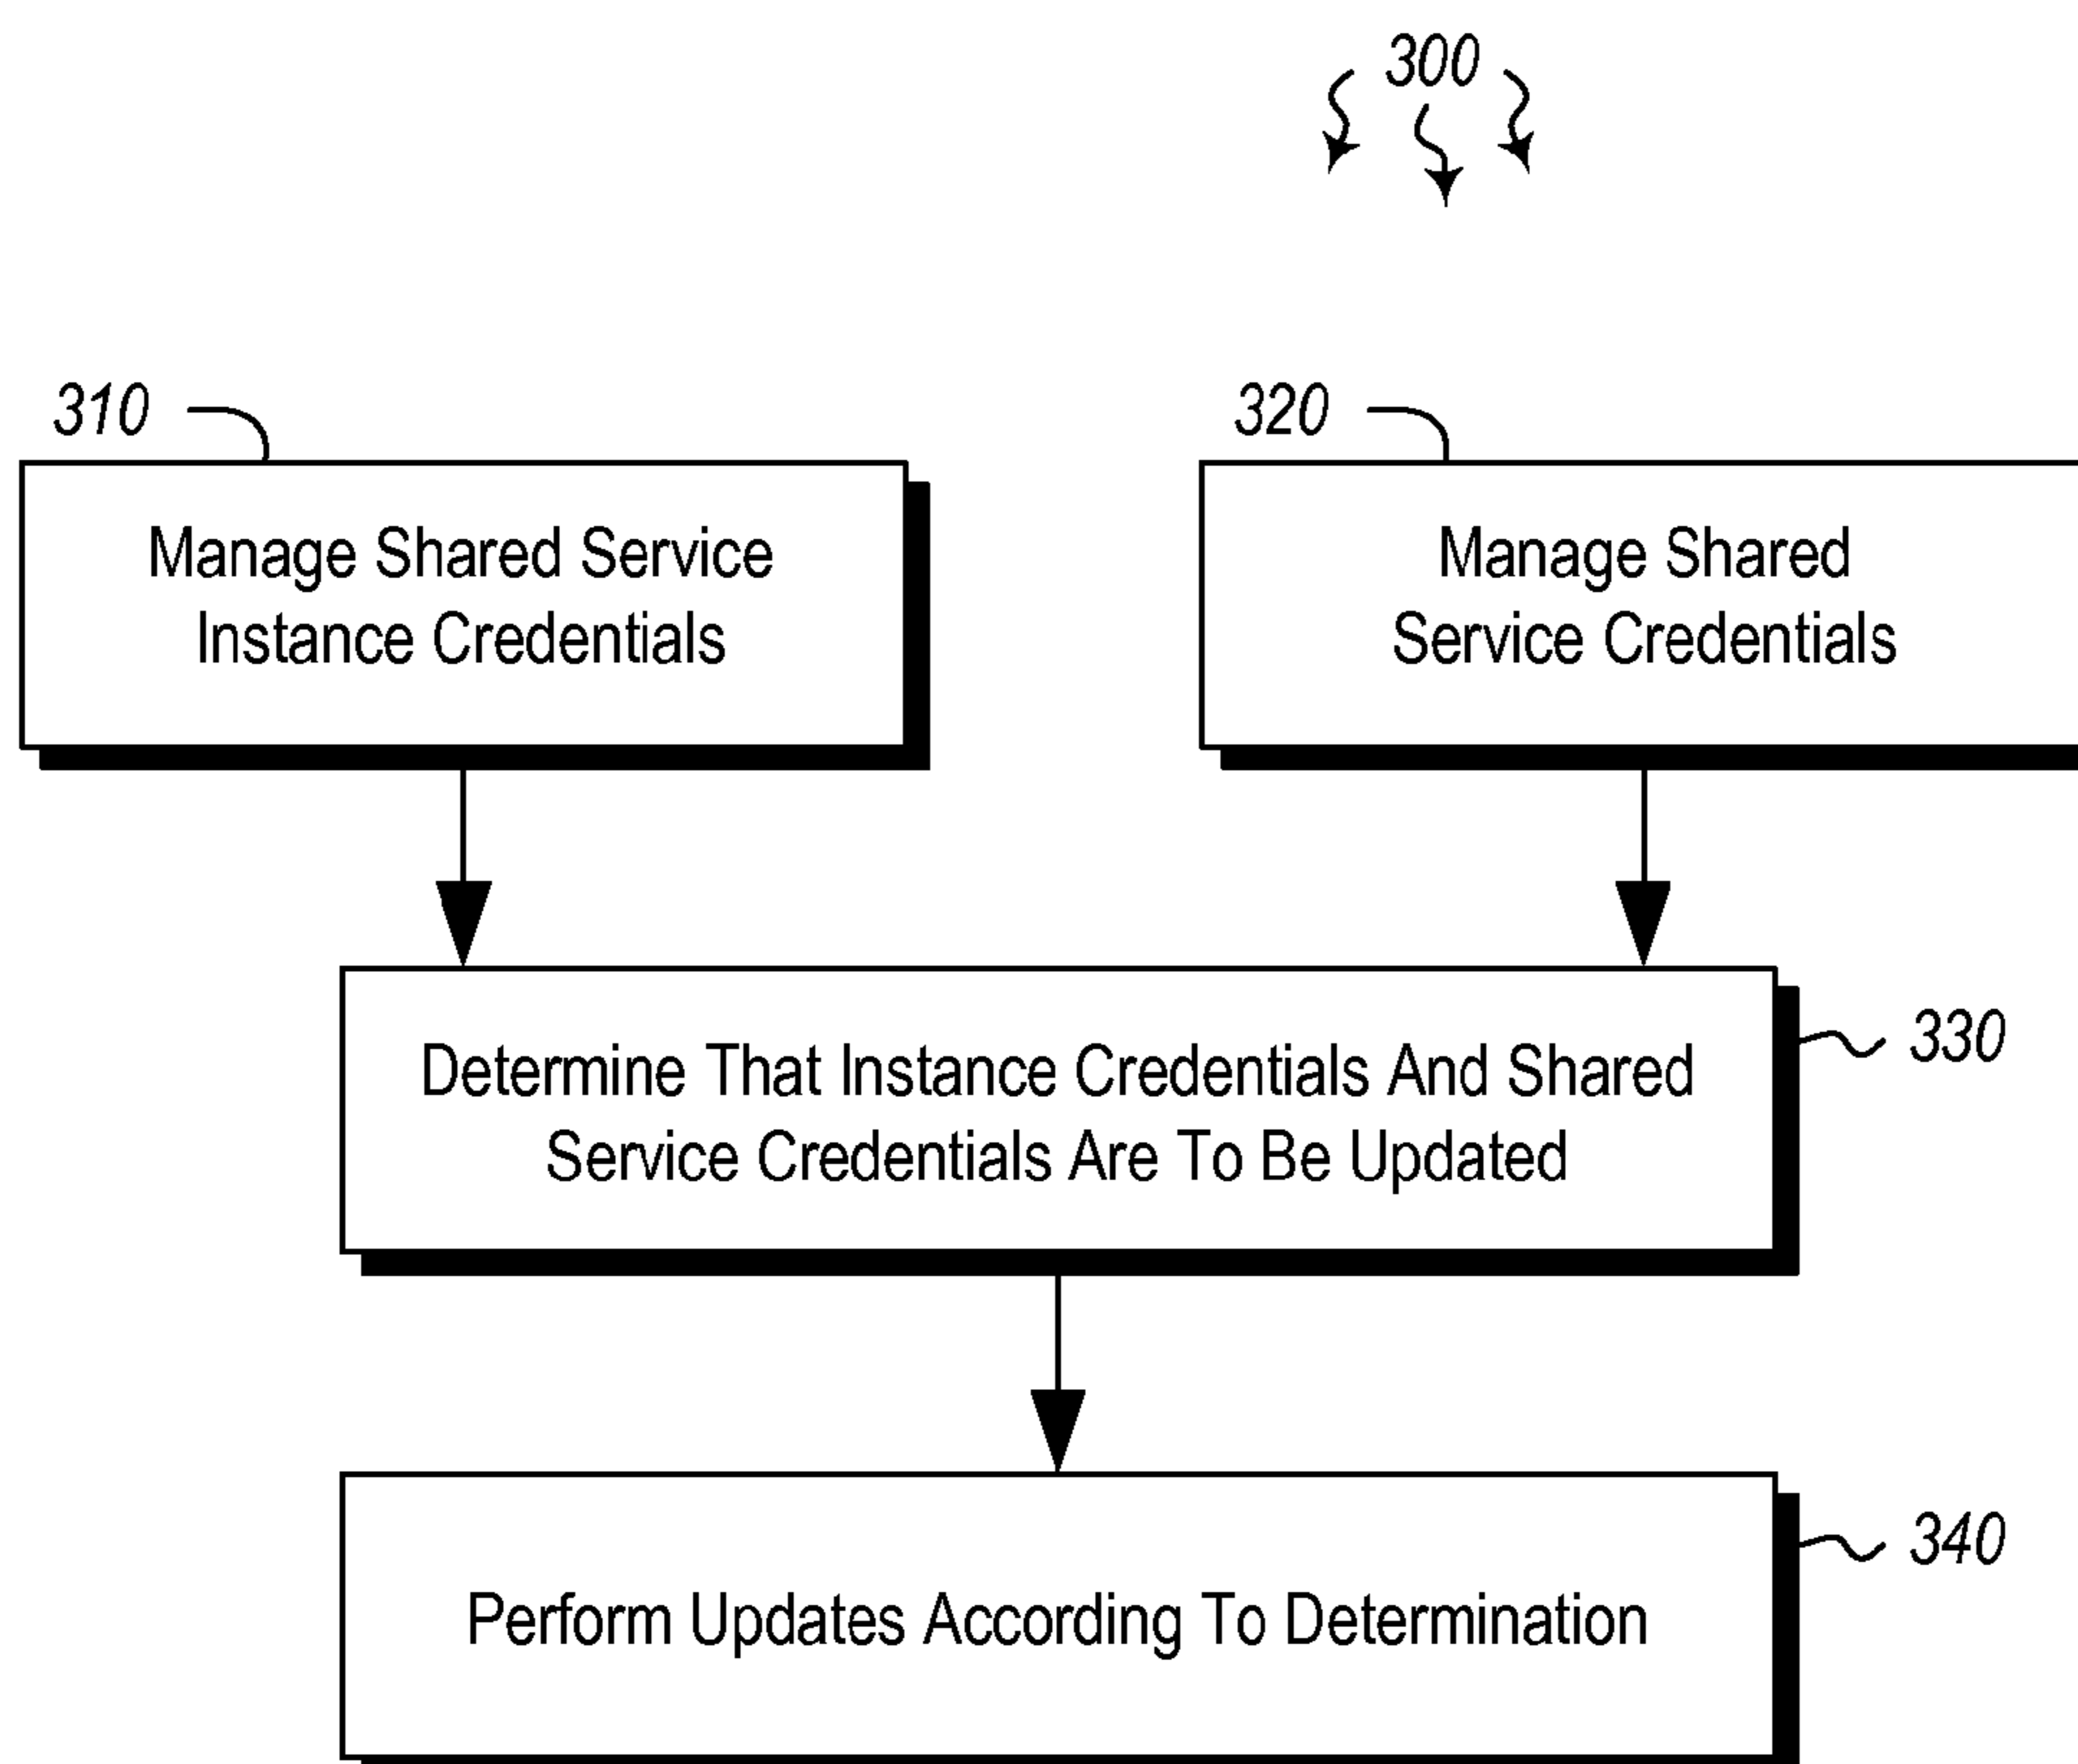 300
310
320
Manage Shared Service
Instance Credentials
Manage Shared
Service Credentials
330
Determine That Instance Credentials And Shared
Service Credentials Are To Be Updated
340
Perform Updates According To Determination